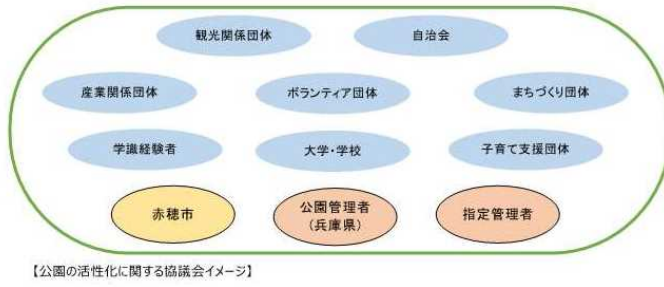 観光関係団体
自治会
産業関係団体
ボランティア団体
まちづくり団体
学識経験者
大学・学校
子育て支援団体
赤穂市
公園管理者
(兵庫県)
指定管理者
【公園の活性化に関する協議会イメージ】